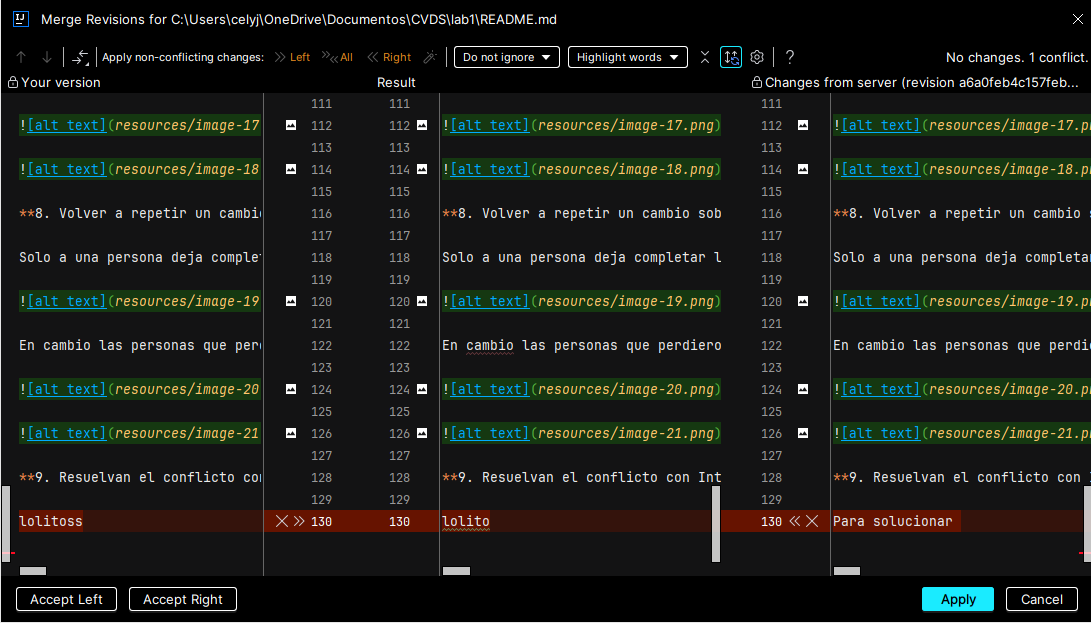 IJ Merge Revisions for C:\Users\celyj\OneDrive\Documentos\CVDS\lab1\README.md
Apply non-conflicting changes: Left All Right Do not ignore Highlight words ? No changes. 1 conflict.
Your version Result Changes from server (revision a6a0feb4c157feb...
111 111 111
![alt text](resources/image-17 112 112 ![alt text](resources/image-17.png) 112 ![alt text](resources/image-17.p
113 113 113
![alt text](resources/image-18 114 114 ![alt text](resources/image-18.png) 114 ![alt text](resources/image-18.p
115 115 115
**8. Volver a repetir un cambi 116 116 **8. Volver a repetir un cambio sob 116 **8. Volver a repetir un cambio
117 117 117
Solo a una persona deja comple 118 118 Solo a una persona deja completar l 118 Solo a una persona deja completar
119 119 119
![alt text](resources/image-19 120 120 ![alt text](resources/image-19.png) 120 ![alt text](resources/image-19.p
121 121 121
En cambio las personas que per 122 122 En cambio las personas que perdiero 122 En cambio las personas que perdi
123 123 123
![alt text](resources/image-20 124 124 ![alt text](resources/image-20.png) 124 ![alt text](resources/image-20.p
125 125 125
![alt text](resources/image-21 126 126 ![alt text](resources/image-21.png) 126 ![alt text](resources/image-21.p
127 127 127
**9. Resuelvan el conflicto co 128 128 **9. Resuelvan el conflicto con Int 128 **9. Resuelvan el conflicto con
129 129 129
lolitoss 130 130 lolito 130 Para solucionar
Accept Left Accept Right Apply Cancel